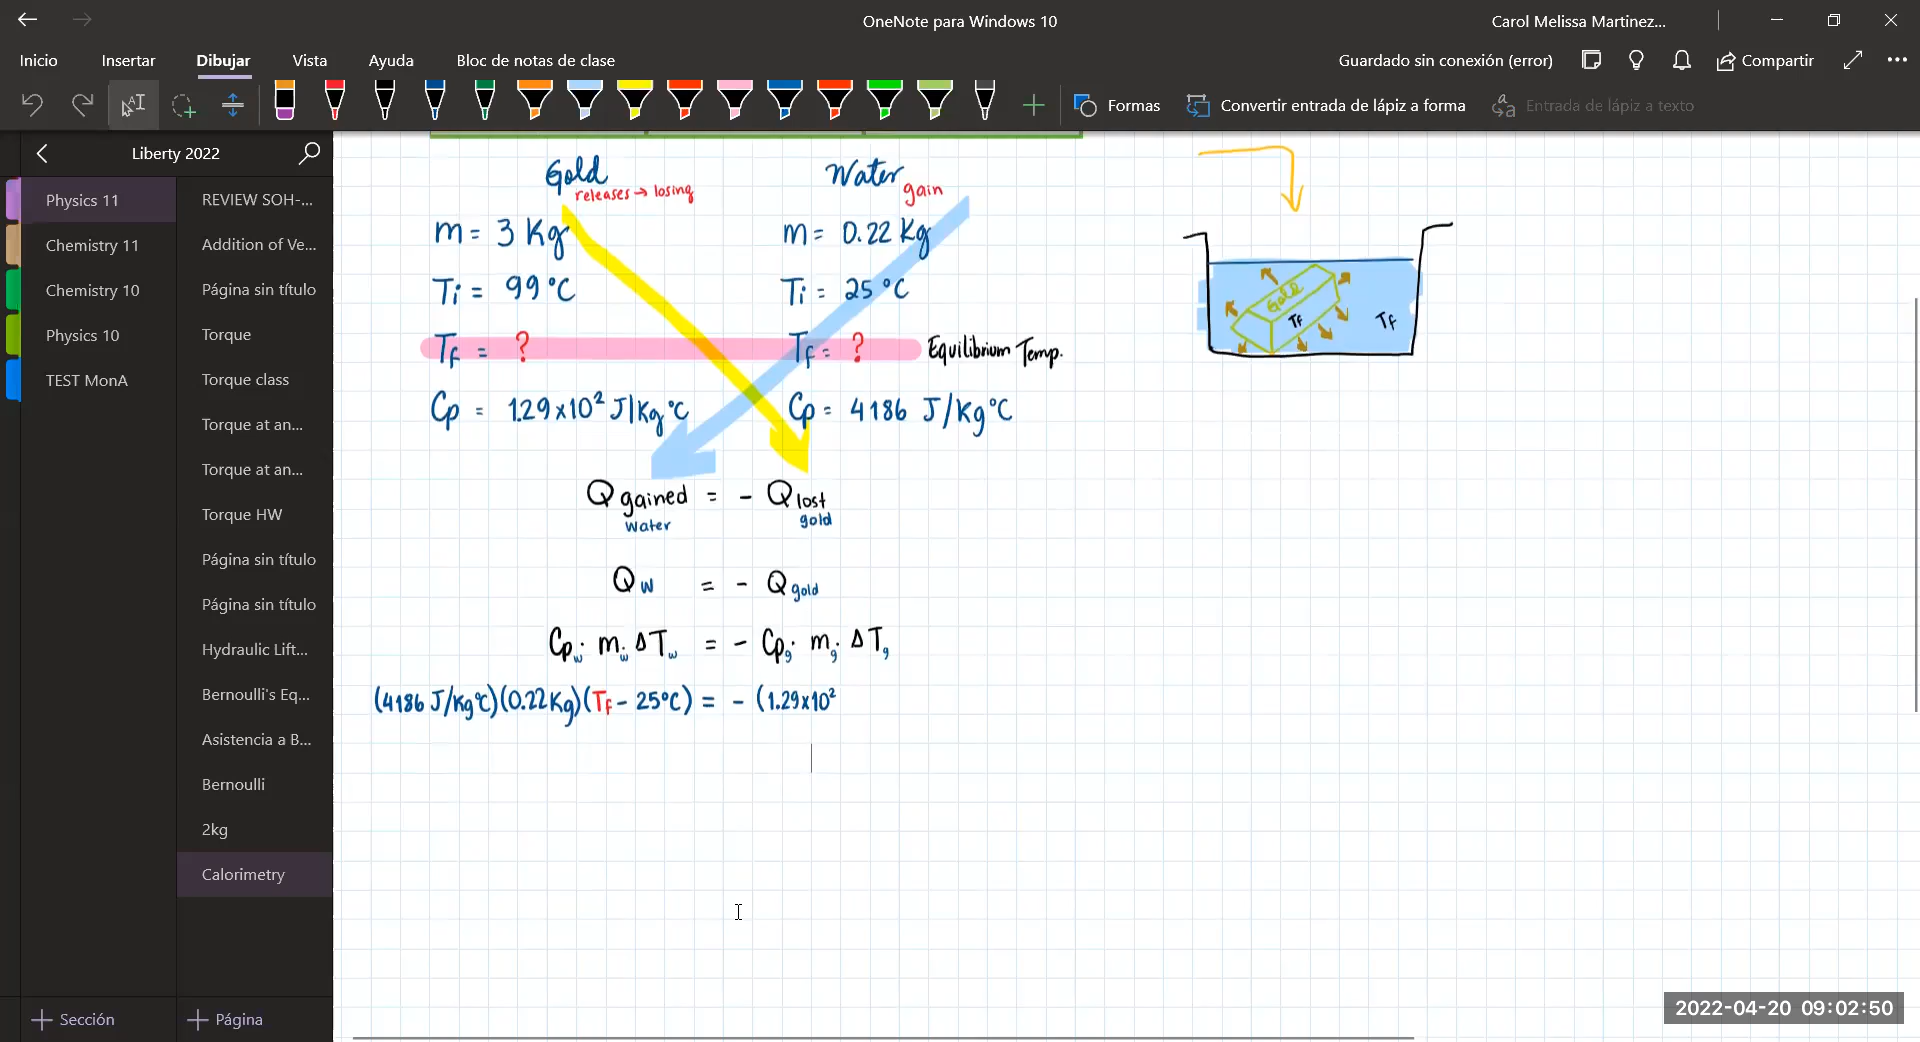 OneNote para Windows 10
Carol Melissa Martinez...
Inicio Insertar Dibujar Vista Ayuda Bloc de notas de clase
Guardado sin conexión (error) Compartir
Formas Convertir entrada de lápiz a forma Entrada de lápiz a texto
Liberty 2022
Physics 11
Chemistry 11
Chemistry 10
Physics 10
TEST MonA
REVIEW SOH-...
Addition of Ve...
Página sin título
Torque
Torque class
Torque at an...
Torque at an...
Torque HW
Página sin título
Página sin título
Hydraulic Lift...
Bernoulli's Eq...
Asistencia a B...
Bernoulli
2kg
Calorimetry
Sección
Página
Gold
releases → losing
m = 3 Kg
Ti = 99 °C
Tf = ?
Cp = 1.29x10² J/Kg°C
Water
gain
m = 0.22 Kg
Ti = 25 °C
Tf = ? Equilibrium Temp.
Cp = 4186 J/Kg°C
Q gained = - Q lost
water gold
Qw = - Q gold
Cpw · mw · ΔTw = - Cpg · mg · ΔTg
(4186 J/Kg°C)(0.22Kg)(Tf - 25°C) = - (1.29x10²
Gold
Tf
Tf
2022-04-20 09:02:50